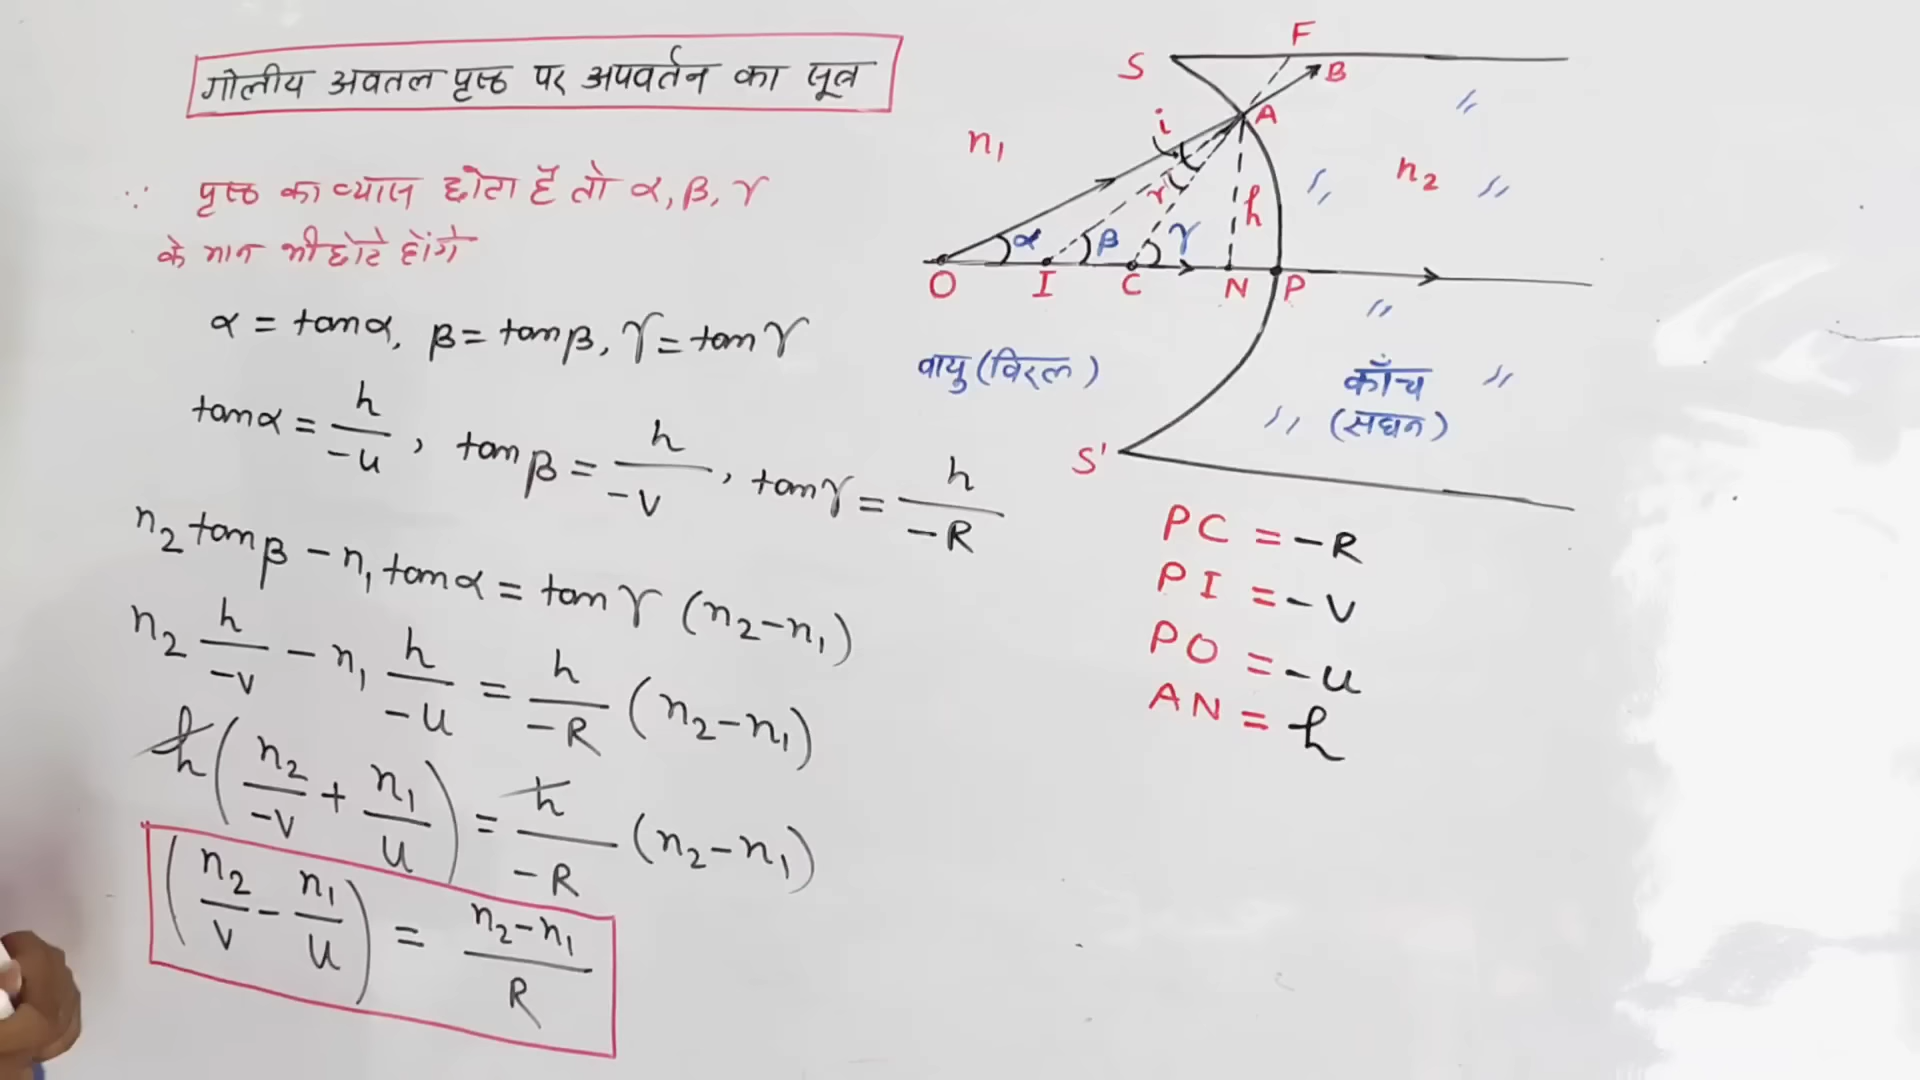 गोलीय अवतल पृष्ठ पर अपवर्तन का सूत्र
∵ पृष्ठ का व्यास छोटा है तो α, β, γ
के मान भी छोटे होंगे
α = tanα, β = tanβ, γ = tanγ
tanα = h/-u , tanβ = h/-v , tanγ = h/-R
n₂ tanβ - n₁ tanα = tanγ (n₂-n₁)
n₂ h/-v - n₁ h/-u = h/-R (n₂-n₁)
h(n₂/-v + n₁/u) = h/-R (n₂-n₁)
(n₂/v - n₁/u) = n₂-n₁/R
F
S
B
A
i
n₁
n₂
r
h
α
β
γ
O
I
C
N
P
वायु (विरल)
काँच
(सघन)
S'
PC = -R
PI = -v
PO = -u
AN = h